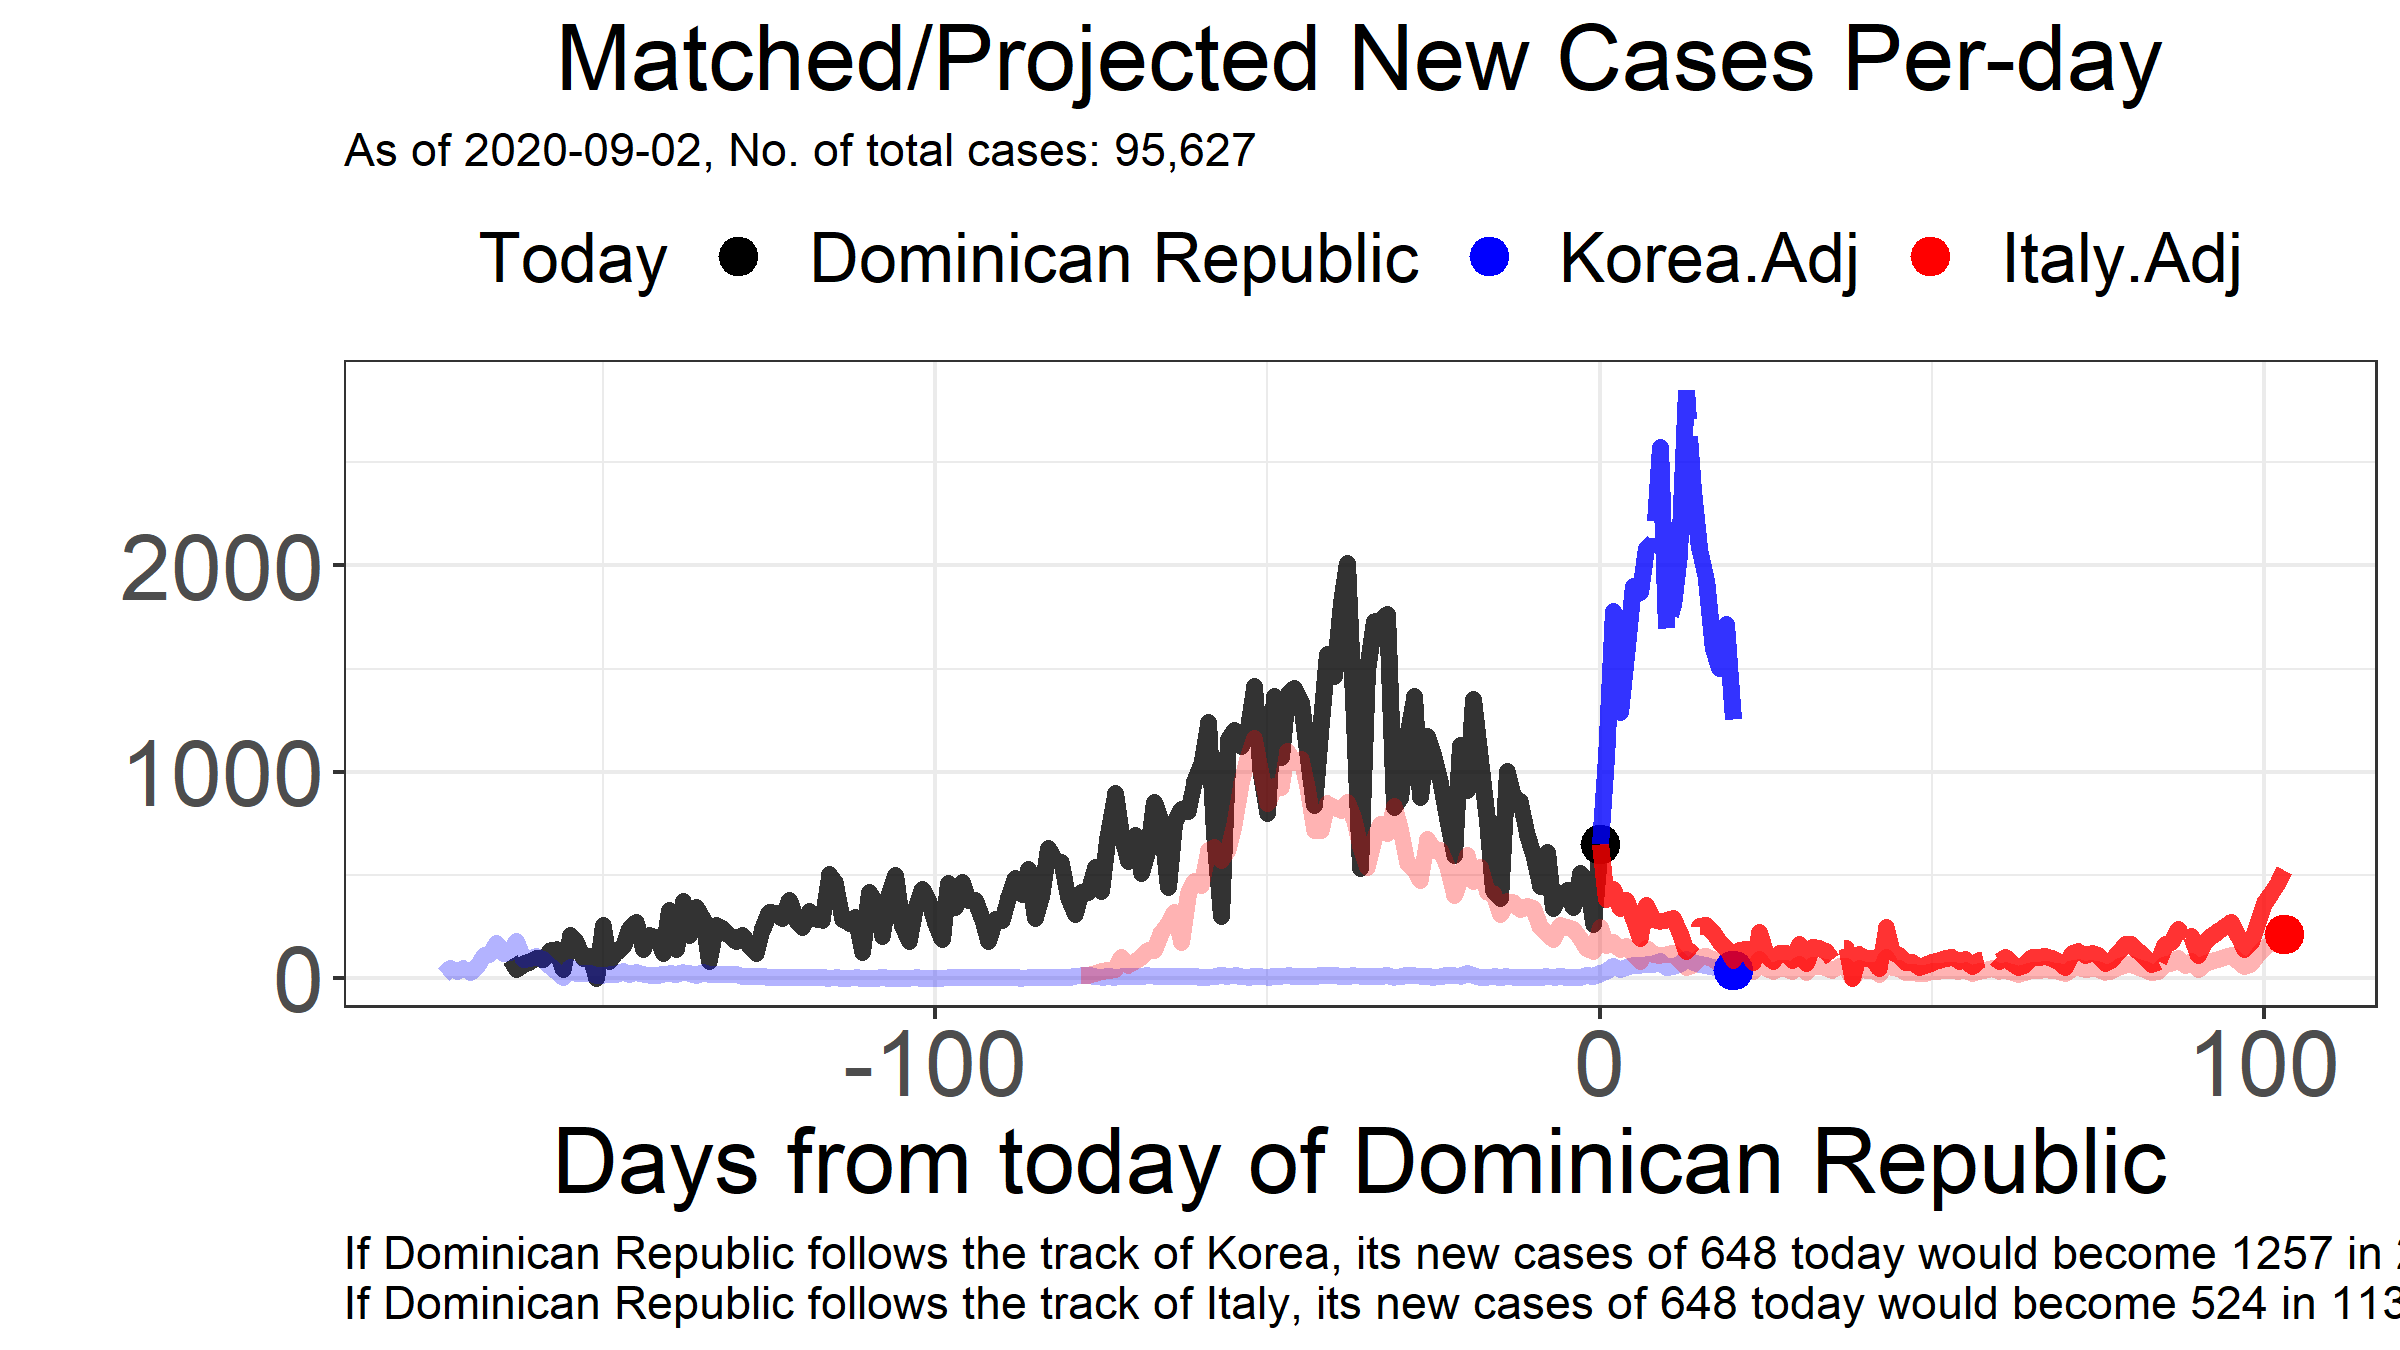 Matched/Projected New Cases Per-day
As of 2020-09-02, No. of total cases: 95,627
Today Dominican Republic Korea.Adj Italy.Adj
2000
1000
0
-100 0 100
Days from today of Dominican Republic
If Dominican Republic follows the track of Korea, its new cases of 648 today would become 1257 in
If Dominican Republic follows the track of Italy, its new cases of 648 today would become 524 in 113